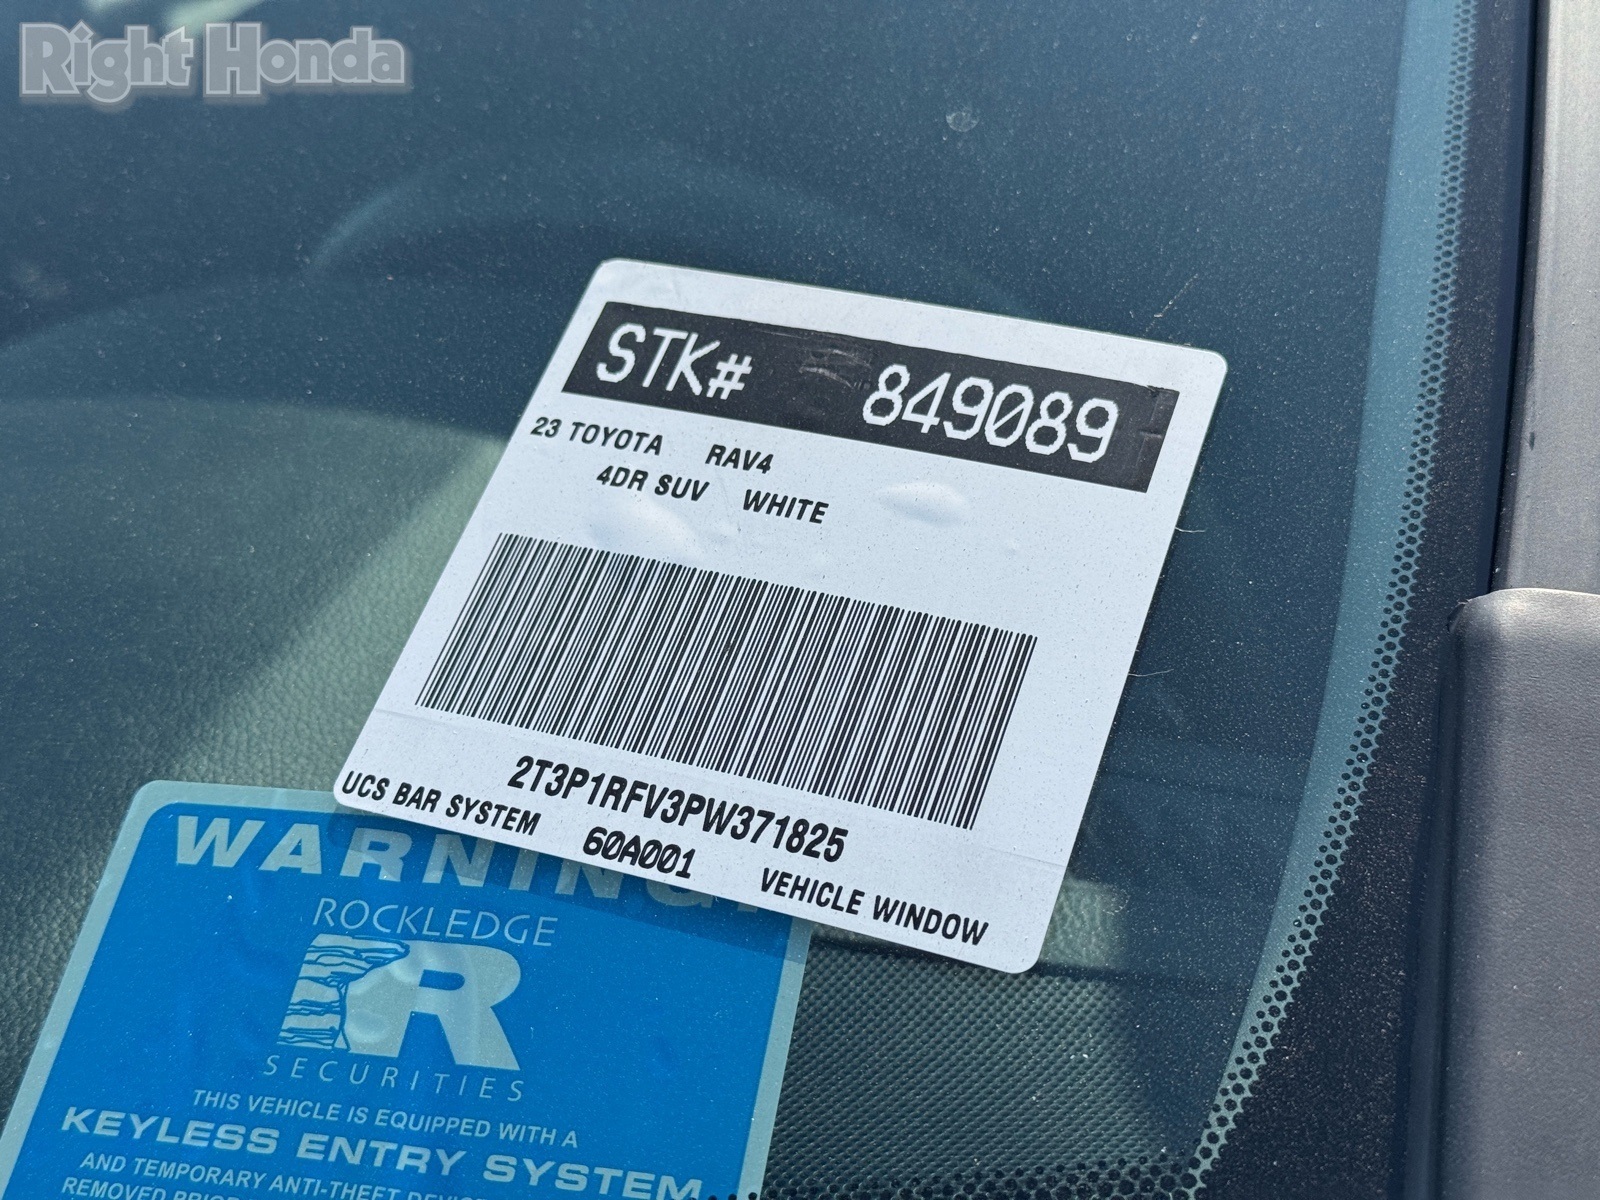 Right Honda
STK# 849089
23 TOYOTA RAV4
4DR SUV WHITE
2T3P1RFV3PW371825
UCS BAR SYSTEM 60A001 VEHICLE WINDOW
WARNING
ROCKLEDGE
R
SECURITIES
THIS VEHICLE IS EQUIPPED WITH A
KEYLESS ENTRY SYSTEM
AND TEMPORARY ANTI-THEFT
REMOVED